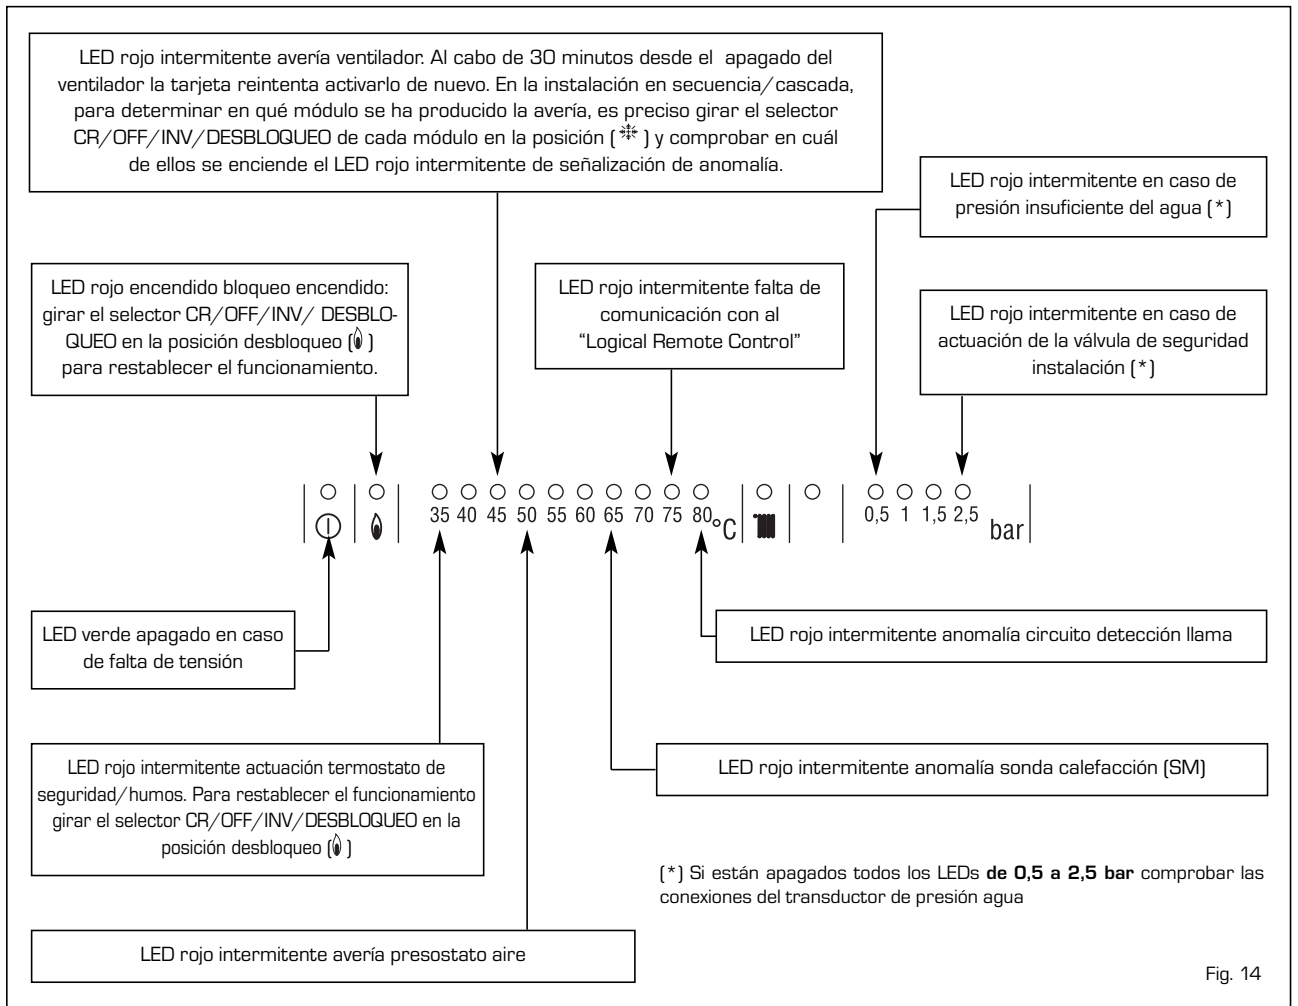 LED rojo intermitente avería ventilador. Al cabo de 30 minutos desde el apagado del
ventilador la tarjeta reintenta activarlo de nuevo. En la instalación en secuencia/cascada,
para determinar en qué módulo se ha producido la avería, es preciso girar el selector
CR/OFF/INV/DESBLOQUEO de cada módulo en la posición ( ) y comprobar en cuál
de ellos se enciende el LED rojo intermitente de señalización de anomalía.
LED rojo intermitente en caso de
presión insuficiente del agua (*)
LED rojo encendido bloqueo encendido:
girar el selector CR/OFF/INV/ DESBLO-
QUEO en la posición desbloqueo ( )
para restablecer el funcionamiento.
LED rojo intermitente falta de
comunicación con al
“Logical Remote Control”
LED rojo intermitente en caso de
actuación de la válvula de seguridad
instalación (*)
35 40 45 50 55 60 65 70 75 80 °C
0,5 1 1,5 2,5 bar
LED verde apagado en caso
de falta de tensión
LED rojo intermitente anomalía circuito detección llama
LED rojo intermitente actuación termostato de
seguridad/humos. Para restablecer el funcionamiento
girar el selector CR/OFF/INV/DESBLOQUEO en la
posición desbloqueo ( )
LED rojo intermitente anomalía sonda calefacción (SM)
(*) Si están apagados todos los LEDs de 0,5 a 2,5 bar comprobar las
conexiones del transductor de presión agua
LED rojo intermitente avería presostato aire
Fig. 14